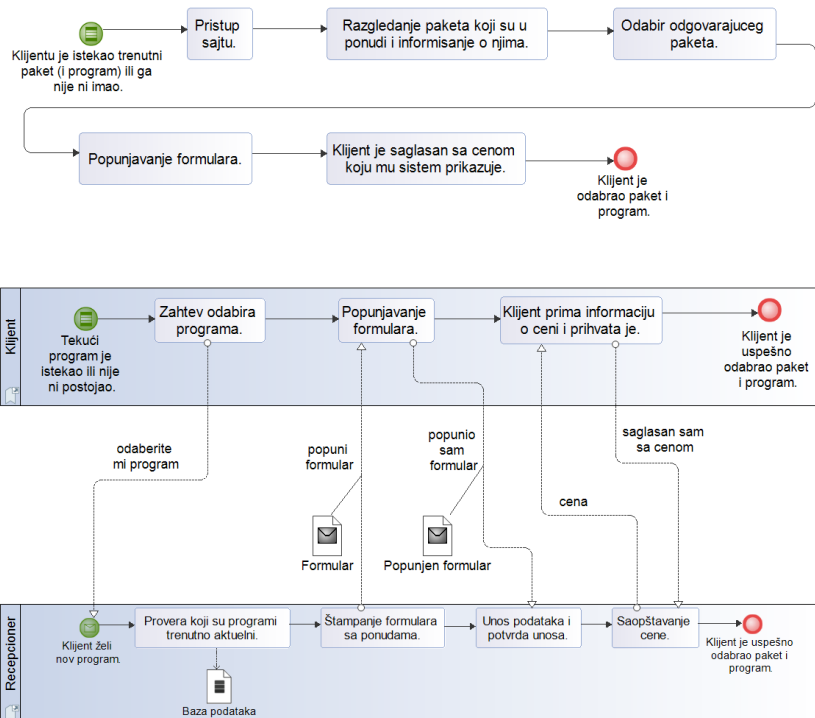 Klijentu je istekao trenutni
paket (i program) ili ga
nije ni imao.
Pristup
sajtu.
Razgledanje paketa koji su u
ponudi i informisanje o njima.
Odabir odgovarajuceg
paketa.
Popunjavanje formulara.
Klijent je saglasan sa cenom
koju mu sistem prikazuje.
Klijent je
odabrao paket i
program.
Klijent
Tekući
program je
istekao ili nije
ni postojao.
Zahtev odabira
programa.
Popunjavanje
formulara.
Klijent prima informaciju
o ceni i prihvata je.
Klijent je
uspešno
odabrao paket
i program.
odaberite
mi program
popuni
formular
popunio
sam
formular
saglasan sam
sa cenom
cena
Formular
Popunjen formular
Recepcioner
Klijent želi
nov program.
Provera koji su programi
trenutno aktuelni.
Štampanje formulara
sa ponudama.
Unos podataka i
potvrda unosa.
Saopštavanje
cene.
Klijent je uspešno
odabrao paket i
program.
Baza podataka